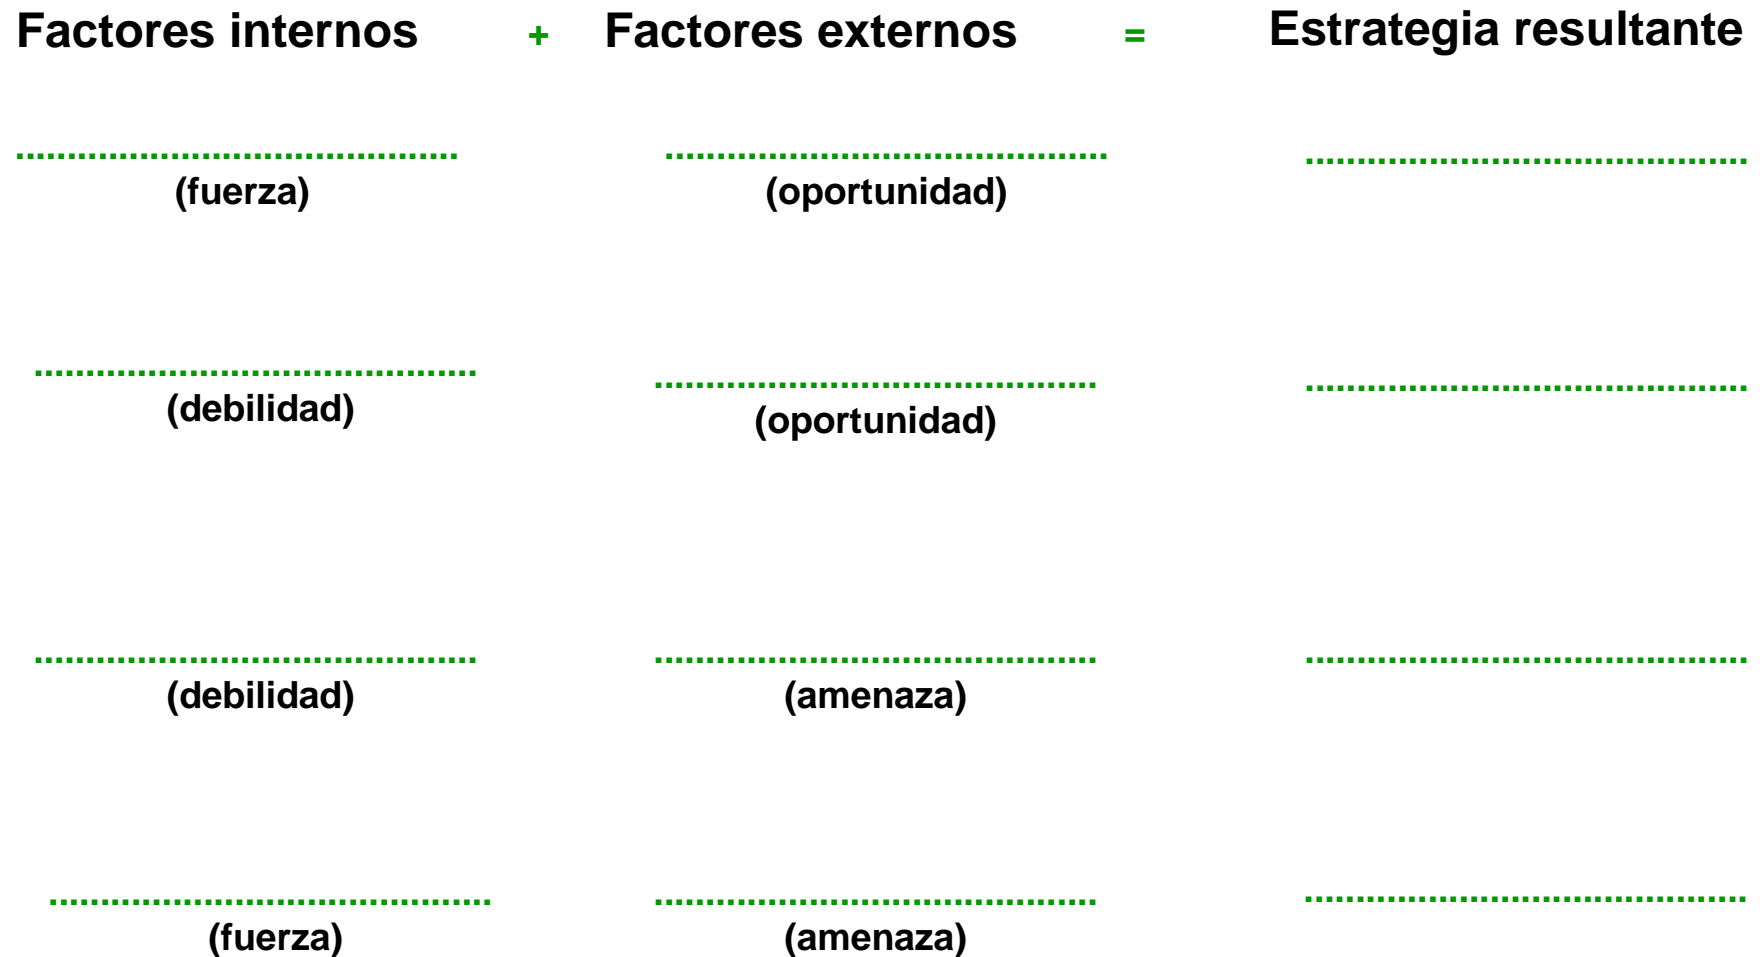 Factores internos + Factores externos = Estrategia resultante
........................................... ........................................... ...........................................
(fuerza) (oportunidad)
........................................... ........................................... ...........................................
(debilidad) (oportunidad)
........................................... ........................................... ...........................................
(debilidad) (amenaza)
........................................... ........................................... ...........................................
(fuerza) (amenaza)